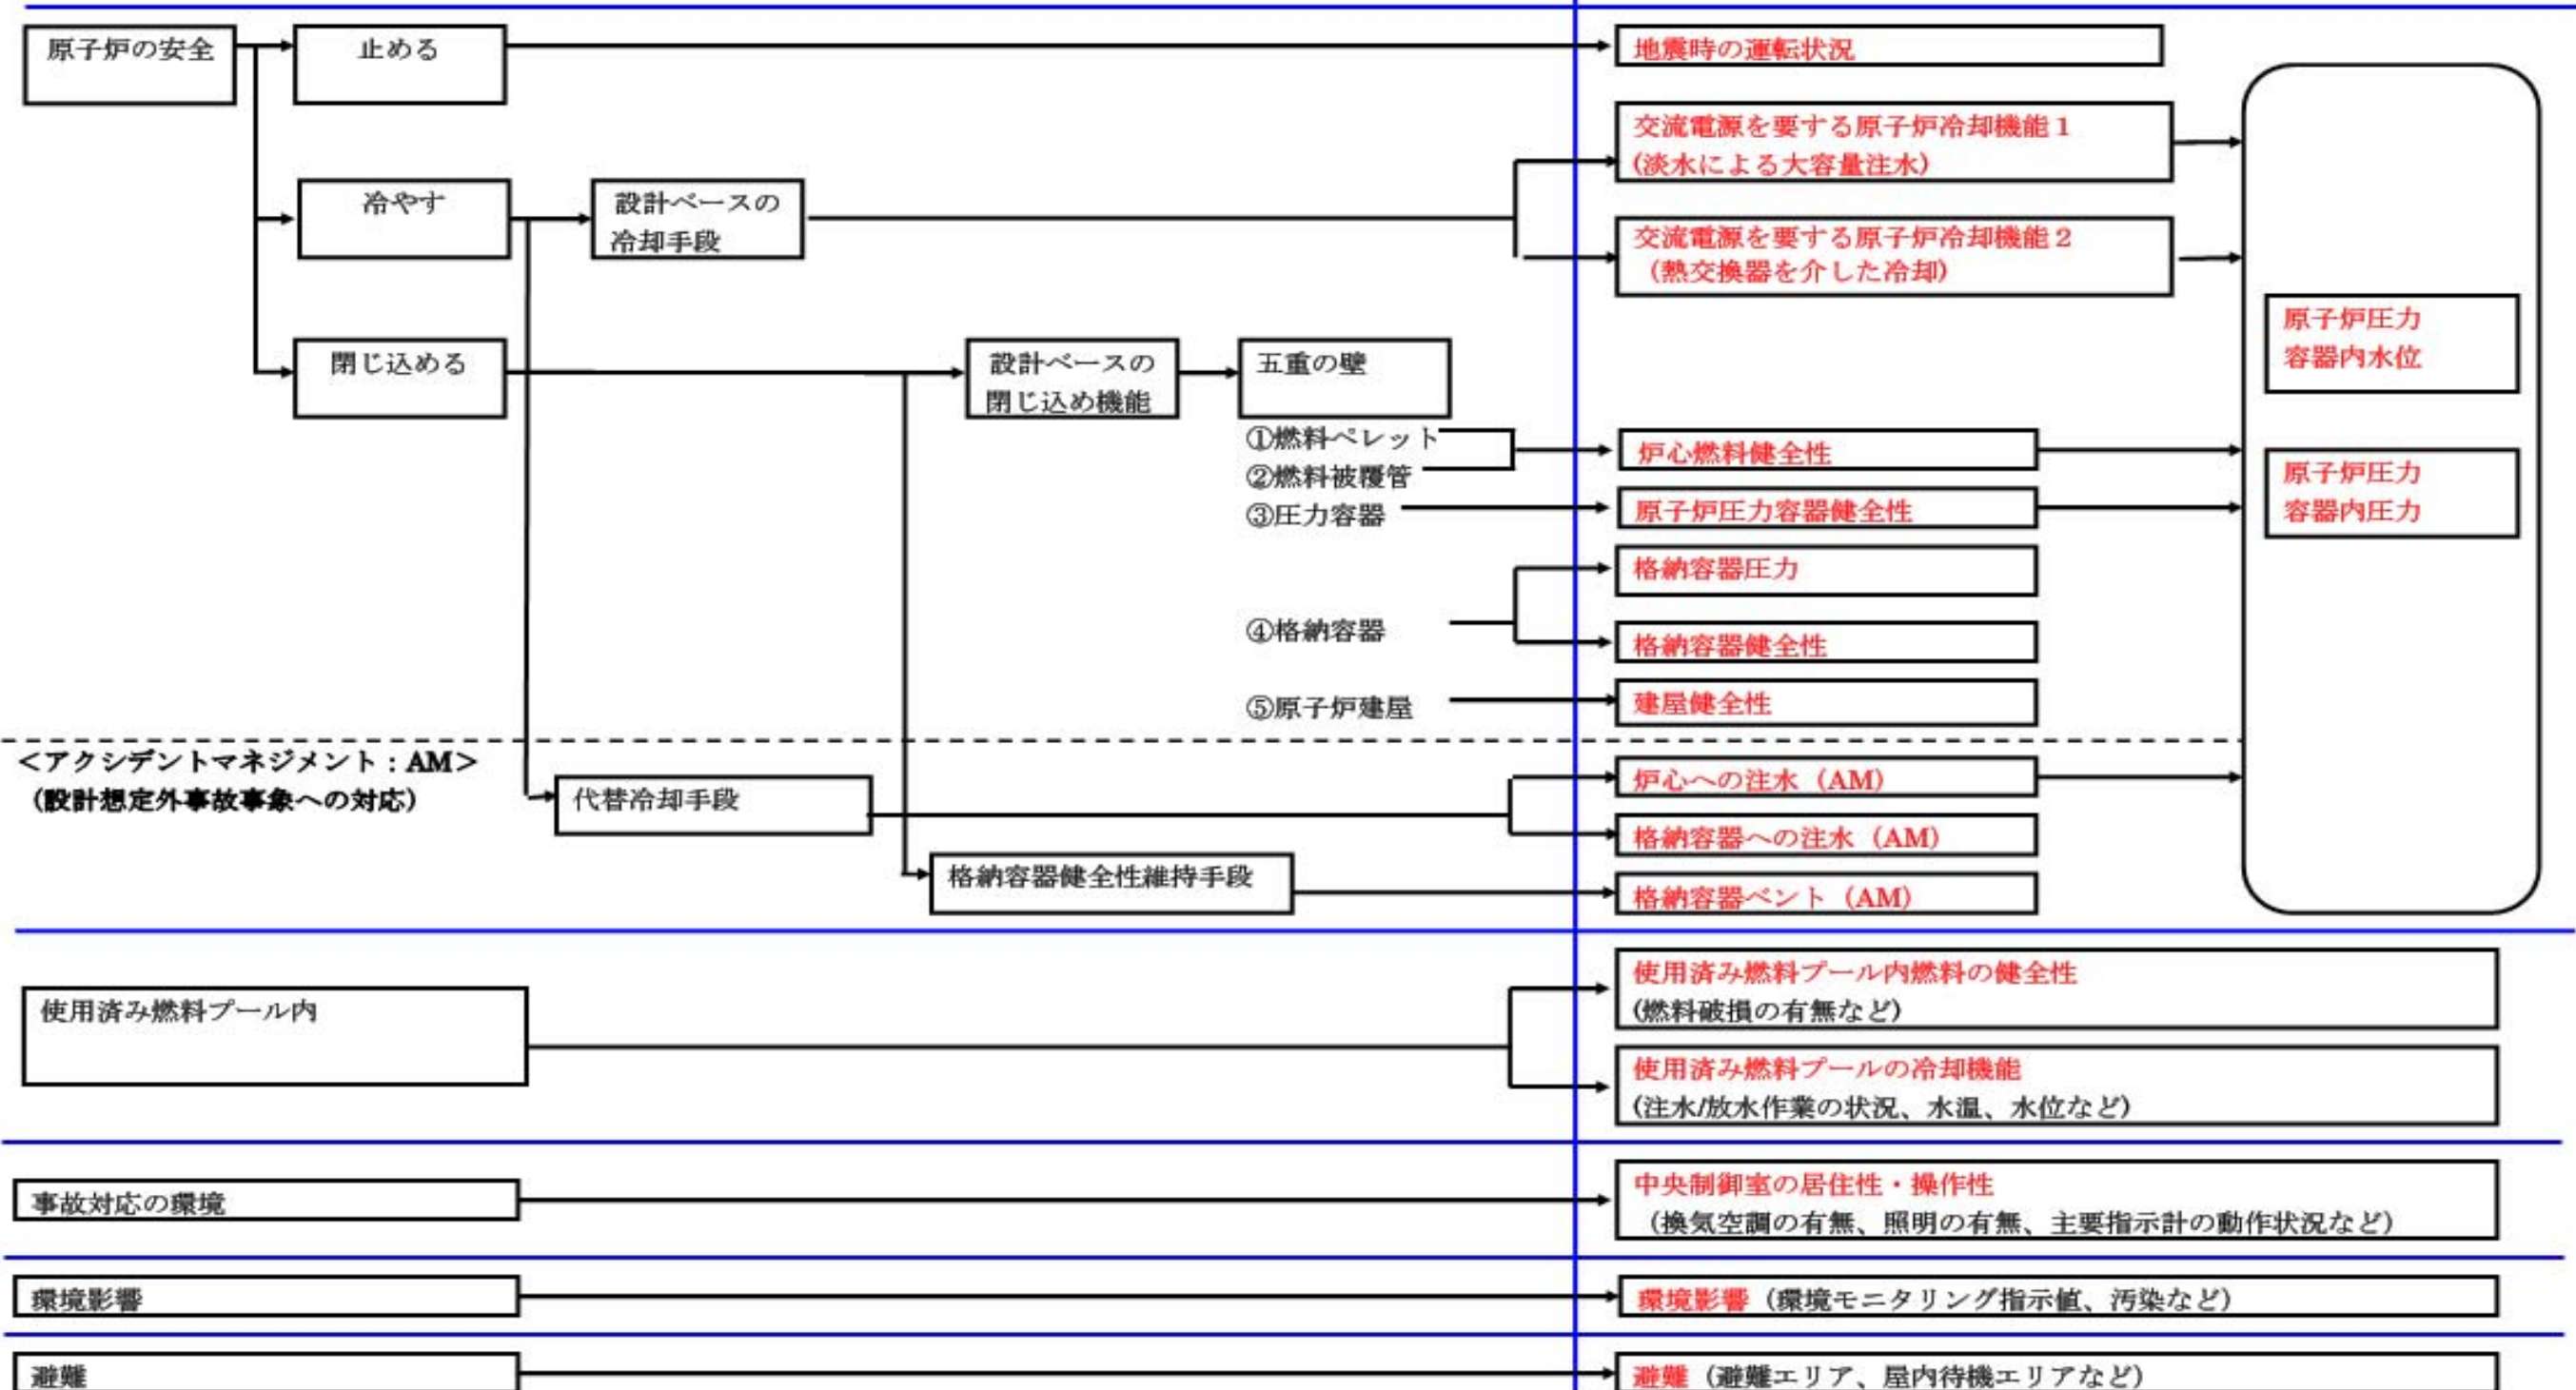 原子炉の安全
止める
地震時の運転状況
交流電源を要する原子炉冷却機能１
(淡水による大容量注水)
冷やす
設計ベースの
冷却手段
交流電源を要する原子炉冷却機能２
（熱交換器を介した冷却)
原子炉圧力
容器内水位
閉じ込める
設計ベースの
閉じ込め機能
五重の壁
①燃料ペレット
②燃料被覆管
③圧力容器
炉心燃料健全性
原子炉圧力容器健全性
原子炉圧力
容器内圧力
格納容器圧力
④格納容器
格納容器健全性
⑤原子炉建屋
建屋健全性
＜アクシデントマネジメント：AM＞
（設計想定外事故事象への対応）
代替冷却手段
炉心への注水（AM）
格納容器への注水（AM）
格納容器健全性維持手段
格納容器ベント（AM）
使用済み燃料プール内
使用済み燃料プール内燃料の健全性
(燃料破損の有無など)
使用済み燃料プールの冷却機能
(注水/放水作業の状況、水温、水位など)
事故対応の環境
中央制御室の居住性・操作性
（換気空調の有無、照明の有無、主要指示計の動作状況など）
環境影響
環境影響（環境モニタリング指示値、汚染など）
避難
避難（避難エリア、屋内待機エリアなど）